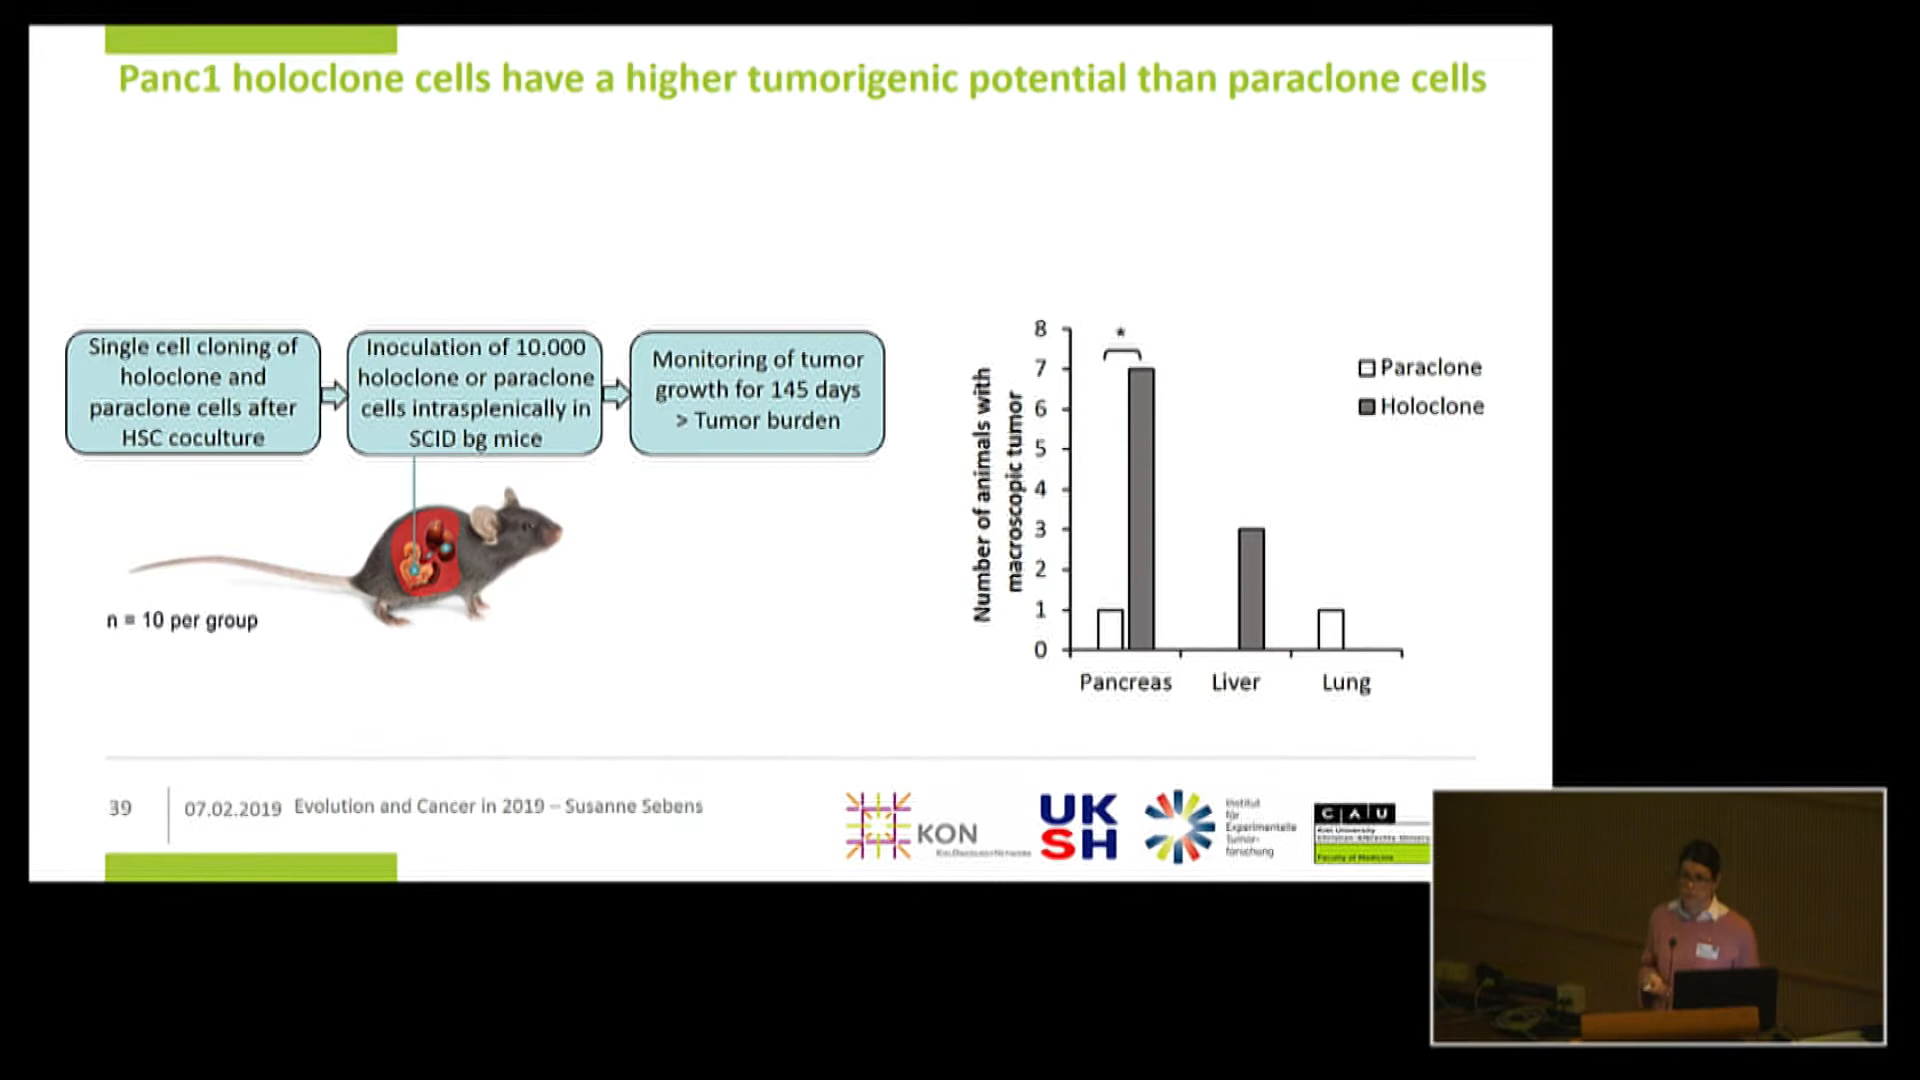 Panc1 holoclone cells have a higher tumorigenic potential than paraclone cells
Single cell cloning of
holoclone and
paraclone cells after
HSC coculture
Inoculation of 10.000
holoclone or paraclone
cells intrasplenically in
SCID bg mice
Monitoring of tumor
growth for 145 days
> Tumor burden
n = 10 per group
Number of animals with
macroscopic tumor
8
7
6
5
4
3
2
1
0
*
Pancreas
Liver
Lung
Paraclone
Holoclone
39
07.02.2019
Evolution and Cancer in 2019 – Susanne Sebens
KON
UK
SH
Institut
für
Experimentelle
Tumor-
forschung
C A U
Kiel University
Faculty of Medicine